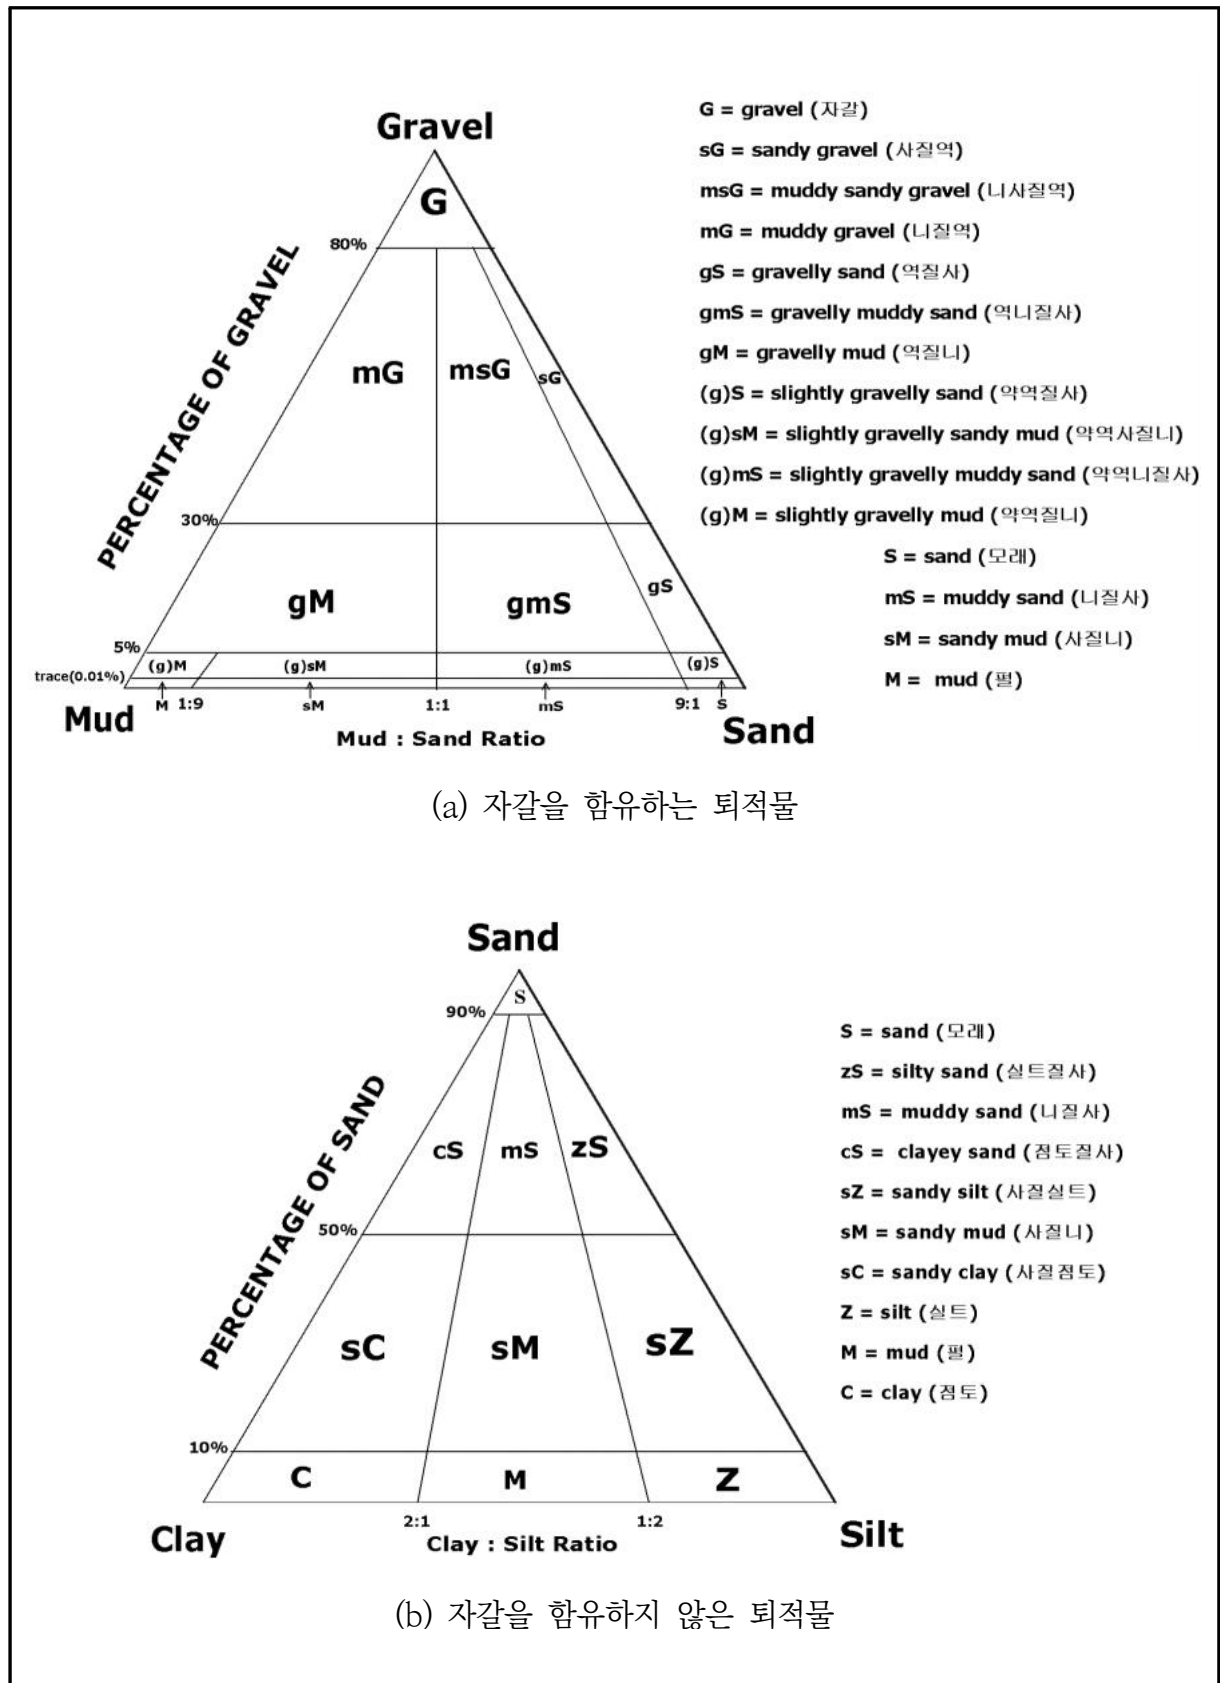 Gravel
G
80%
PERCENTAGE OF GRAVEL
mG
msG
sG
30%
gM
gmS
gS
5%
(g)M
(g)sM
(g)mS
(g)S
trace(0.01%)
Mud
M
1:9
sM
1:1
mS
9:1
S
Sand
Mud : Sand Ratio
G = gravel (자갈)
sG = sandy gravel (사질역)
msG = muddy sandy gravel (니사질역)
mG = muddy gravel (니질역)
gS = gravelly sand (역질사)
gmS = gravelly muddy sand (역니질사)
gM = gravelly mud (역질니)
(g)S = slightly gravelly sand (약역질사)
(g)sM = slightly gravelly sandy mud (약역사질니)
(g)mS = slightly gravelly muddy sand (약역니질사)
(g)M = slightly gravelly mud (약역질니)
S = sand (모래)
mS = muddy sand (니질사)
sM = sandy mud (사질니)
M = mud (펄)
(a) 자갈을 함유하는 퇴적물
Sand
S
90%
PERCENTAGE OF SAND
cS
mS
zS
50%
sC
sM
sZ
10%
C
M
Z
2:1
1:2
Clay
Clay : Silt Ratio
Silt
S = sand (모래)
zS = silty sand (실트질사)
mS = muddy sand (니질사)
cS = clayey sand (점토질사)
sZ = sandy silt (사질실트)
sM = sandy mud (사질니)
sC = sandy clay (사질점토)
Z = silt (실트)
M = mud (펄)
C = clay (점토)
(b) 자갈을 함유하지 않은 퇴적물